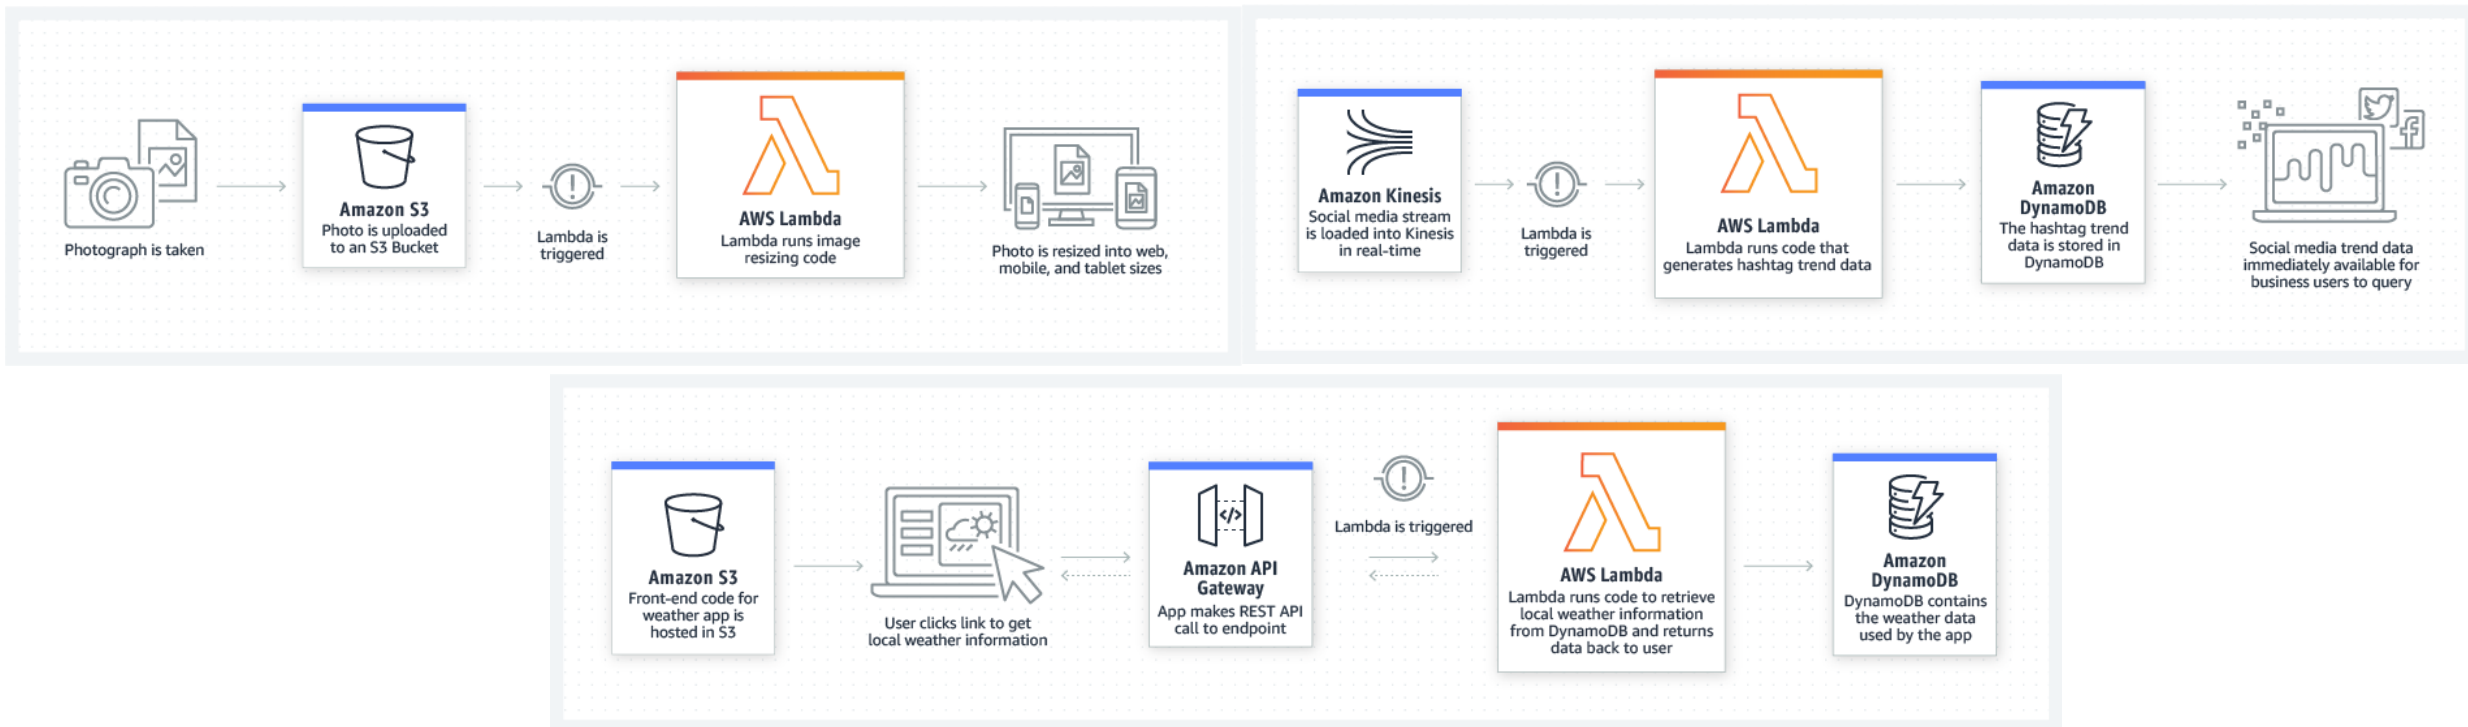 Photograph is taken
Amazon S3
Photo is uploaded
to an S3 Bucket
Lambda is
triggered
AWS Lambda
Lambda runs image
resizing code
Photo is resized into web,
mobile, and tablet sizes
Amazon Kinesis
Social media stream
is loaded into Kinesis
in real-time
Lambda is
triggered
AWS Lambda
Lambda runs code that
generates hashtag trend data
Amazon
DynamoDB
The hashtag trend
data is stored in
DynamoDB
Social media trend data
immediately available for
business users to query
Amazon S3
Front-end code for
weather app is
hosted in S3
User clicks link to get
local weather information
</>
Amazon API
Gateway
App makes REST API
call to endpoint
Lambda is triggered
AWS Lambda
Lambda runs code to retrieve
local weather information
from DynamoDB and returns
data back to user
Amazon
DynamoDB
DynamoDB contains
the weather data
used by the app